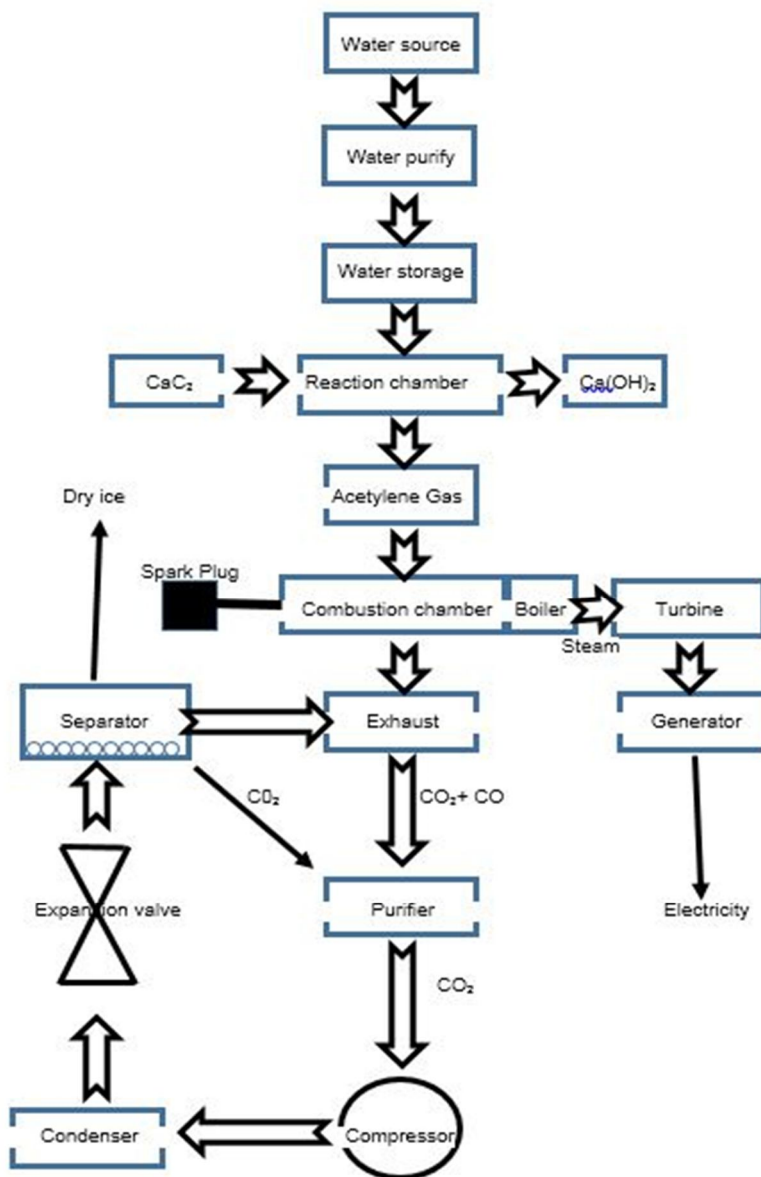 Water source
Water purify
Water storage
CaC₂
Reaction chamber
Ca(OH)₂
Acetylene Gas
Dry ice
Spark Plug
Combustion chamber
Boiler
Turbine
Steam
Separator
Exhaust
Generator
C0₂
CO₂+ CO
Expansion valve
Purifier
Electricity
CO₂
Condenser
Compressor